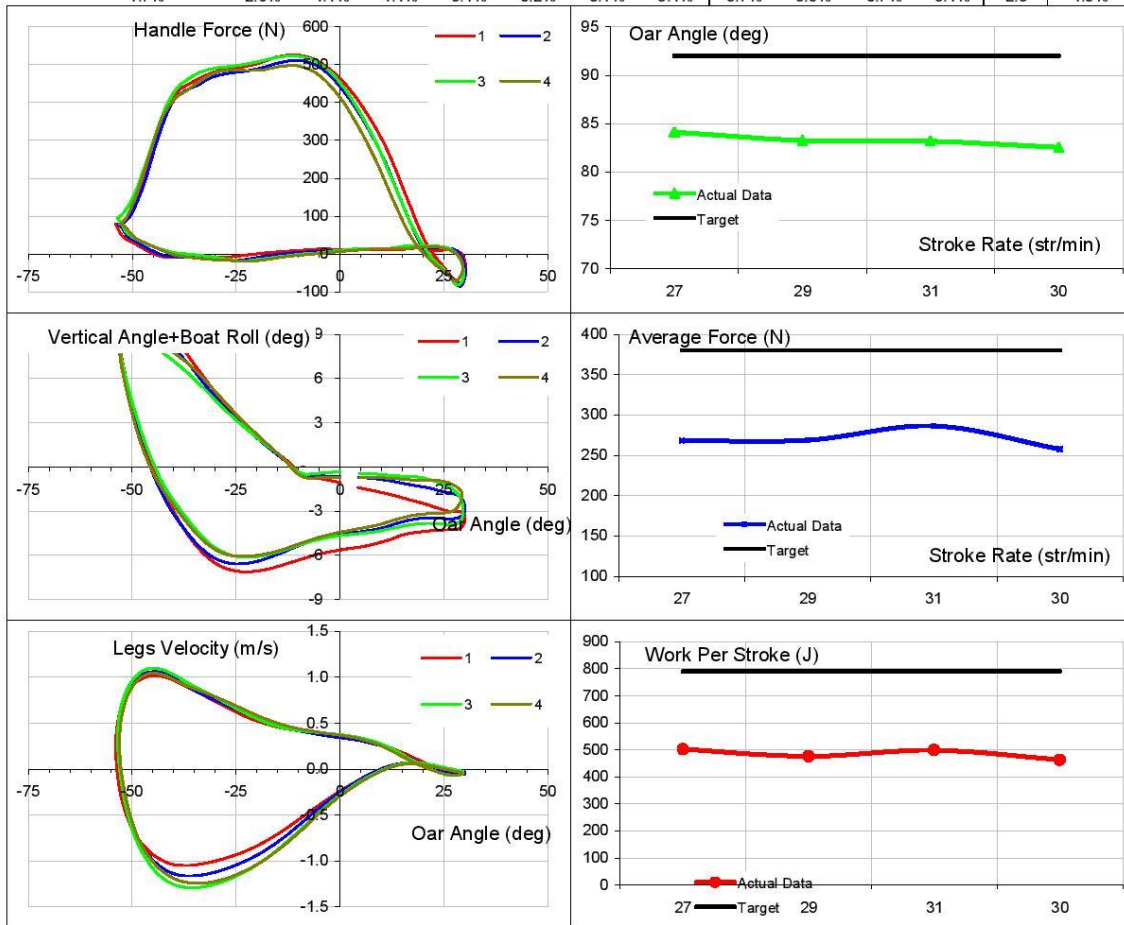 Handle Force (N)
600
500
400
300
200
100
0
-100
-75 -50 -25 0 25 50
1 2
3 4
Oar Angle (deg)
95
90
85
80
75
70
Actual Data
Target
Stroke Rate (str/min)
27 29 31 30
Vertical Angle+Boat Roll (deg)
9
6
3
0
-3
-6
-9
-75 -50 -25 0 25 50
1 2
3 4
Oar Angle (deg)
Average Force (N)
400
350
300
250
200
150
100
Actual Data
Target
Stroke Rate (str/min)
27 29 31 30
Legs Velocity (m/s)
1.5
1.0
0.5
0.0
-0.5
-1.0
-1.5
-75 -50 -25 0 25 50
1 2
3 4
Oar Angle (deg)
Work Per Stroke (J)
900
800
700
600
500
400
300
200
100
0
Actual Data
Target
27 29 31 30